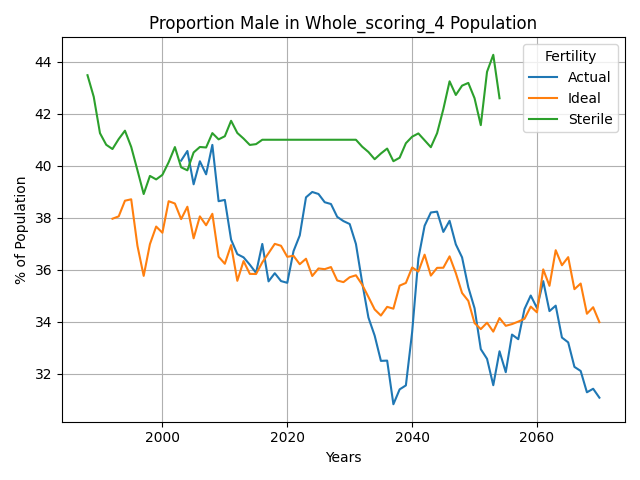 Proportion Male in Whole_scoring_4 Population
% of Population
44
42
40
38
36
34
32
Fertility
Actual
Ideal
Sterile
2000
2020
2040
2060
Years